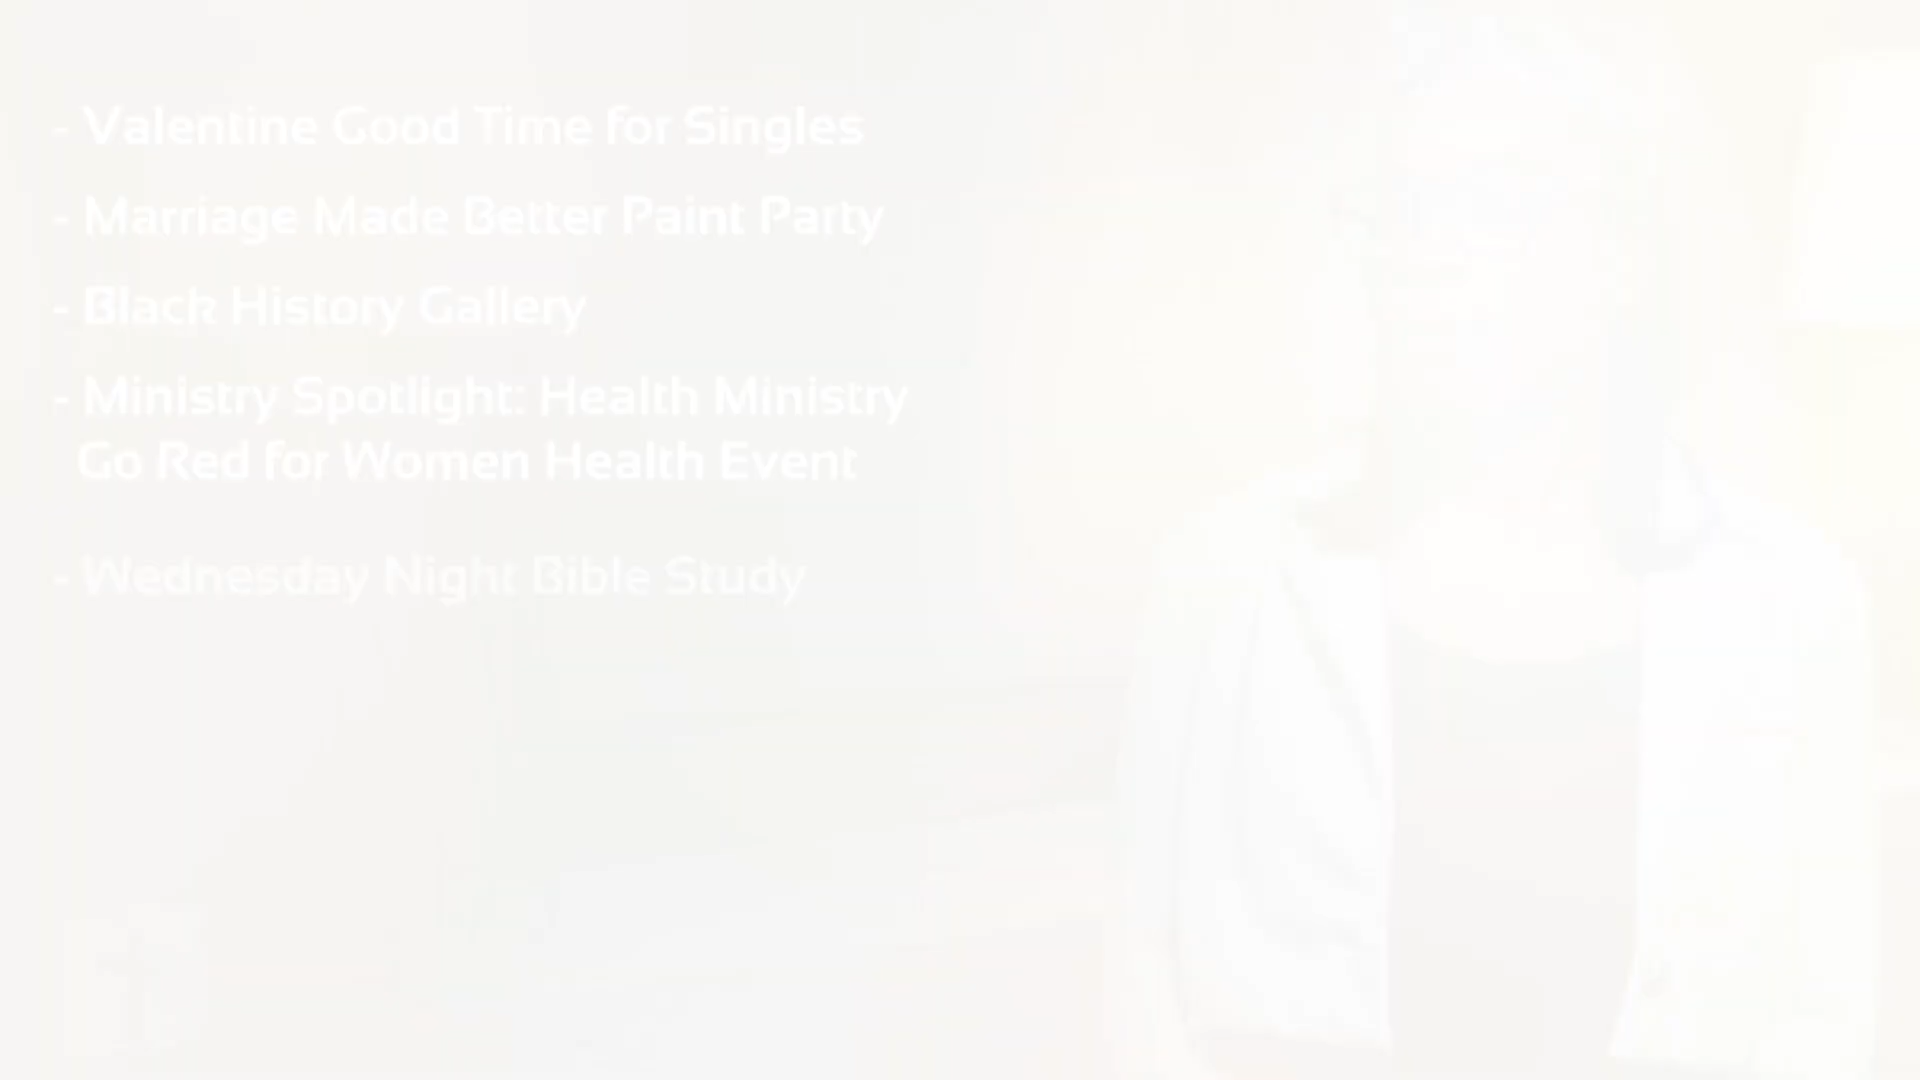 - Valentine Good Time for Singles
- Marriage Made Better Paint Party
- Black History Gallery
- Ministry Spotlight: Health Ministry
Go Red for Women Health Event
- Wednesday Night Bible Study